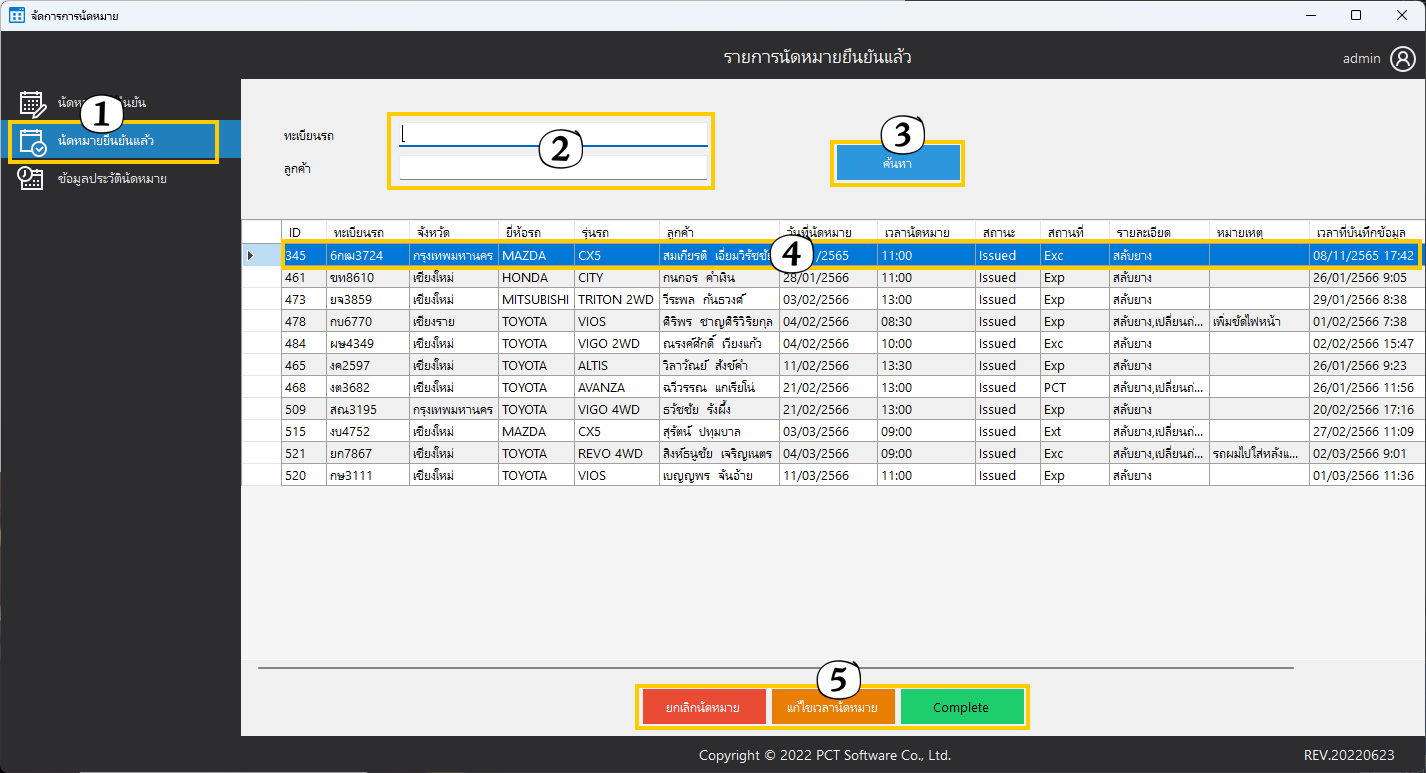 จัดการการนัดหมาย
รายการนัดหมายยืนยันแล้ว
admin
1
นัดหมายยืนยันแล้ว
ข้อมูลประวัตินัดหมาย
ทะเบียนรถ
ลูกค้า
2
3
ค้นหา
ID ทะเบียนรถ จังหวัด ยี่ห้อรถ รุ่นรถ ลูกค้า วันที่นัดหมาย เวลานัดหมาย สถานะ สถานที่ รายละเอียด หมายเหตุ เวลาที่บันทึกข้อมูล
345 6กฒ3724 กรุงเทพมหานคร MAZDA CX5 สมเกียรติ เอี่ยมวิรัชชัย 4 /2565 11:00 Issued Exc สลับยาง 08/11/2565 17:42
461 ขท8610 เชียงใหม่ HONDA CITY กนกอร คำเงิน 28/01/2566 11:00 Issued Exp สลับยาง 26/01/2566 9:05
473 ยจ3859 เชียงใหม่ MITSUBISHI TRITON 2WD วีระพล กันธวงศ์ 03/02/2566 13:00 Issued Exp สลับยาง 29/01/2566 8:38
478 กบ6770 เชียงราย TOYOTA VIOS ศิริพร ชาญศิริวิริยกุล 04/02/2566 08:30 Issued Exp สลับยาง,เปลี่ยนถ่... เพิ่มขัดไฟหน้า 01/02/2566 7:38
484 ผษ4349 เชียงใหม่ TOYOTA VIGO 2WD ณรงค์ศักดิ์ เวียงแก้ว 04/02/2566 10:00 Issued Exc สลับยาง 02/02/2566 15:47
465 งค2597 เชียงใหม่ TOYOTA ALTIS วิลาวัณย์ สังข์คำ 11/02/2566 13:30 Issued Exp สลับยาง 26/01/2566 9:23
468 งต3682 เชียงใหม่ TOYOTA AVANZA ฉวีวรรณ แกเรียโน่ 21/02/2566 13:00 Issued PCT สลับยาง,เปลี่ยนถ่... 26/01/2566 11:56
509 สณ3195 กรุงเทพมหานคร TOYOTA VIGO 4WD ธวัชชัย รังผึ้ง 21/02/2566 13:00 Issued Exp สลับยาง 20/02/2566 17:16
515 งบ4752 เชียงใหม่ MAZDA CX5 สุรัตน์ ปทุมบาล 03/03/2566 09:00 Issued Ext สลับยาง,เปลี่ยนถ่... 27/02/2566 11:09
521 ยก7867 เชียงใหม่ TOYOTA REVO 4WD สิงห์ธนูชัย เจริญเนตร 04/03/2566 09:00 Issued Exc สลับยาง,เปลี่ยนถ่... รถผมไปใส่หลังแ... 02/03/2566 9:01
520 กษ3111 เชียงใหม่ TOYOTA VIOS เบญญพร จันอ้าย 11/03/2566 11:00 Issued Exp สลับยาง 01/03/2566 11:36
5
ยกเลิกนัดหมาย แก้ไขเวลานัดหมาย Complete
Copyright © 2022 PCT Software Co., Ltd.
REV.20220623